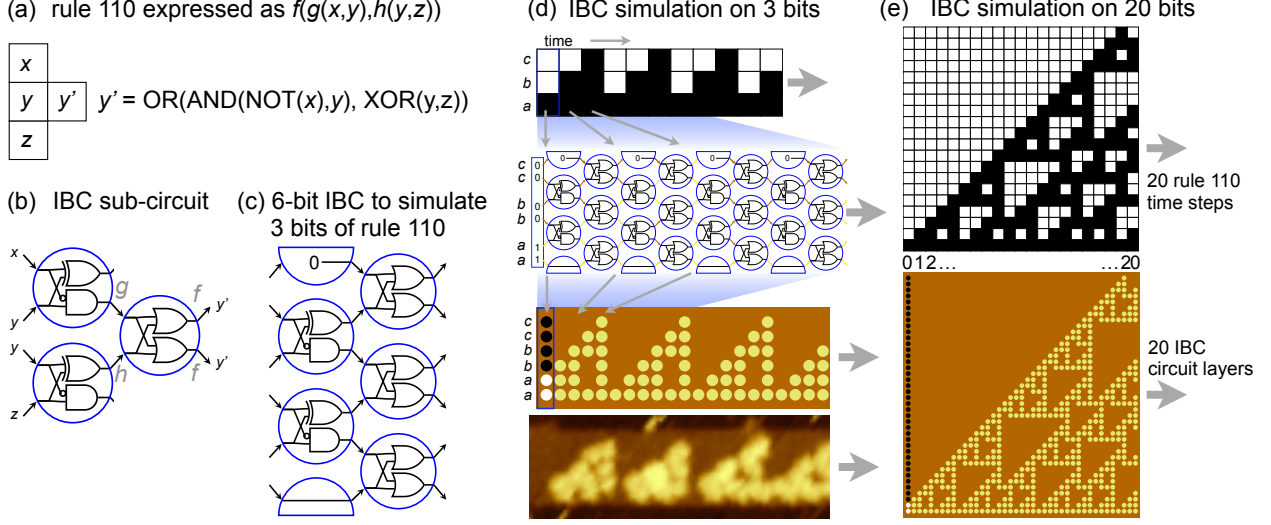 (a) rule 110 expressed as f(g(x,y),h(y,z))
x
y y' y' = OR(AND(NOT(x),y), XOR(y,z))
z
(b) IBC sub-circuit
x
g
y
f
y'
y
h
f
y'
z
(c) 6-bit IBC to simulate
3 bits of rule 110
0
(d) IBC simulation on 3 bits
time
c
b
a
0 0 0 0
c 0
c 0
b 0
b 0
a 1
a 1
c
c
b
b
a
a
(e) IBC simulation on 20 bits
20 rule 110
time steps
012... ...20
20 IBC
circuit layers